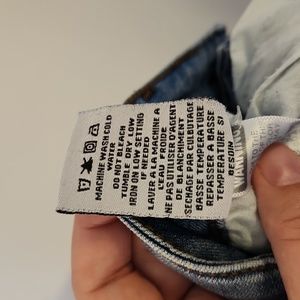 MACHINE WASH COLD
WATER
DO NOT BLEACH
TUMBLE DRY LOW
IRON ON LOW SETTING
IF NEEDED
LAVER A LA MACHINE A
L'EAU FROIDE
NE PAS UTILISER D'AGENT
DE BLANCHIMENT
SECHAGE PAR CULBUTAGE
BASSE TEMPERATURE
REPASSER A BASSE
TEMPERATURE SI
BESOIN